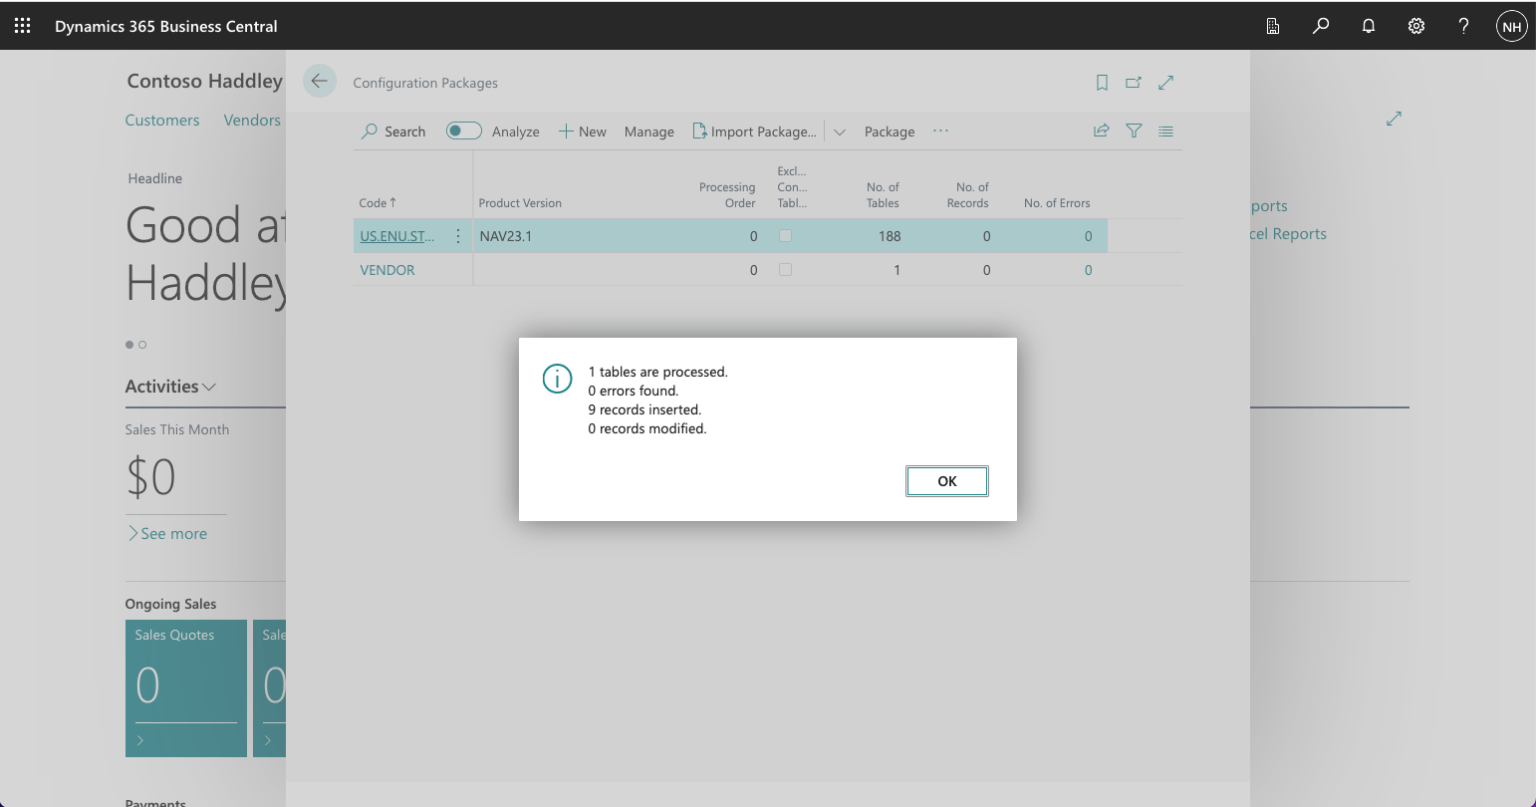 Dynamics 365 Business Central
NH
Contoso Haddley
Customers Vendors
Headline
Good af
Haddley
Activities
Sales This Month
$0
See more
Ongoing Sales
Sales Quotes Sale
0 0
Payments
Configuration Packages
Search Analyze New Manage Import Package... Package ...
Code ↑ Product Version Processing Order Excl... Con... Tabl... No. of Tables No. of Records No. of Errors
US.ENU.ST... NAV23.1 0 188 0 0
VENDOR 0 1 0 0
1 tables are processed.
0 errors found.
9 records inserted.
0 records modified.
OK
ports
cel Reports